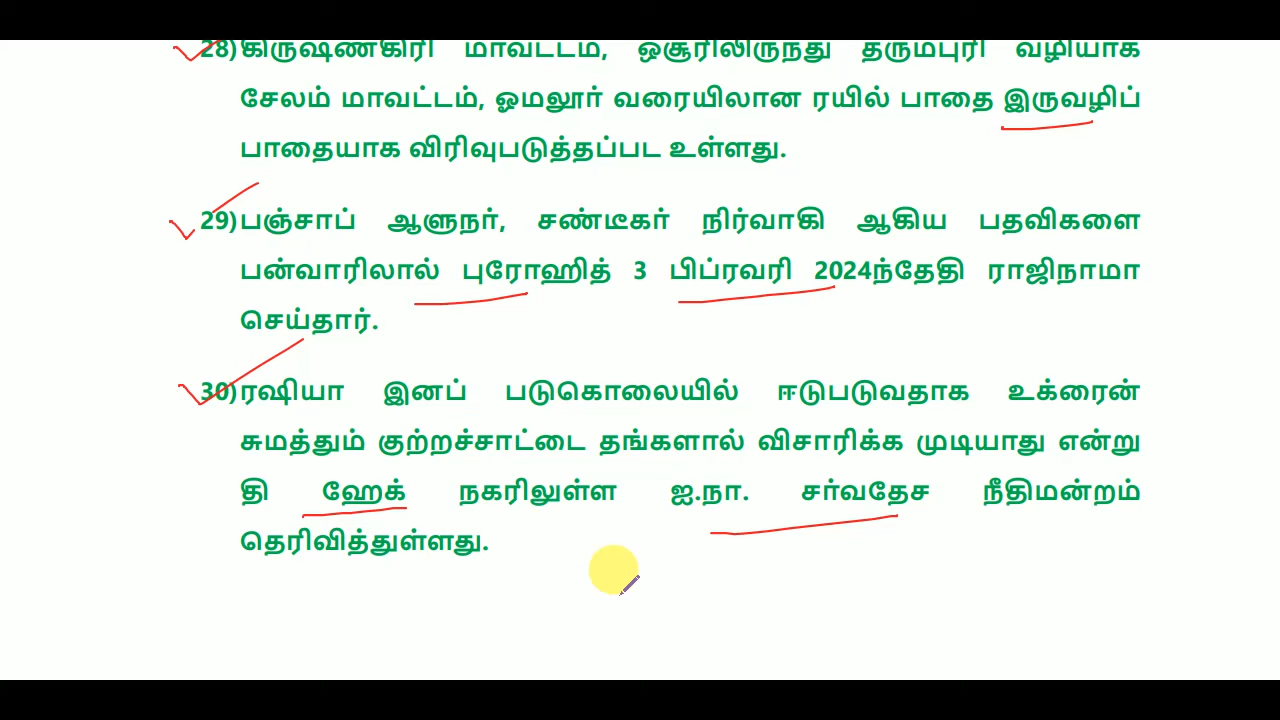 28)கிருஷ்ணகிரி மாவட்டம், ஒசூரிலிருந்து தருமபுரி வழியாக
சேலம் மாவட்டம், ஓமலூர் வரையிலான ரயில் பாதை இருவழிப்
பாதையாக விரிவுபடுத்தப்பட உள்ளது.
29)பஞ்சாப் ஆளுநர், சண்டீகர் நிர்வாகி ஆகிய பதவிகளை
பன்வாரிலால் புரோஹித் 3 பிப்ரவரி 2024ந்தேதி ராஜிநாமா
செய்தார்.
30)ரஷியா இனப் படுகொலையில் ஈடுபடுவதாக உக்ரைன்
சுமத்தும் குற்றச்சாட்டை தங்களால் விசாரிக்க முடியாது என்று
தி ஹேக் நகரிலுள்ள ஐ.நா. சர்வதேச நீதிமன்றம்
தெரிவித்துள்ளது.